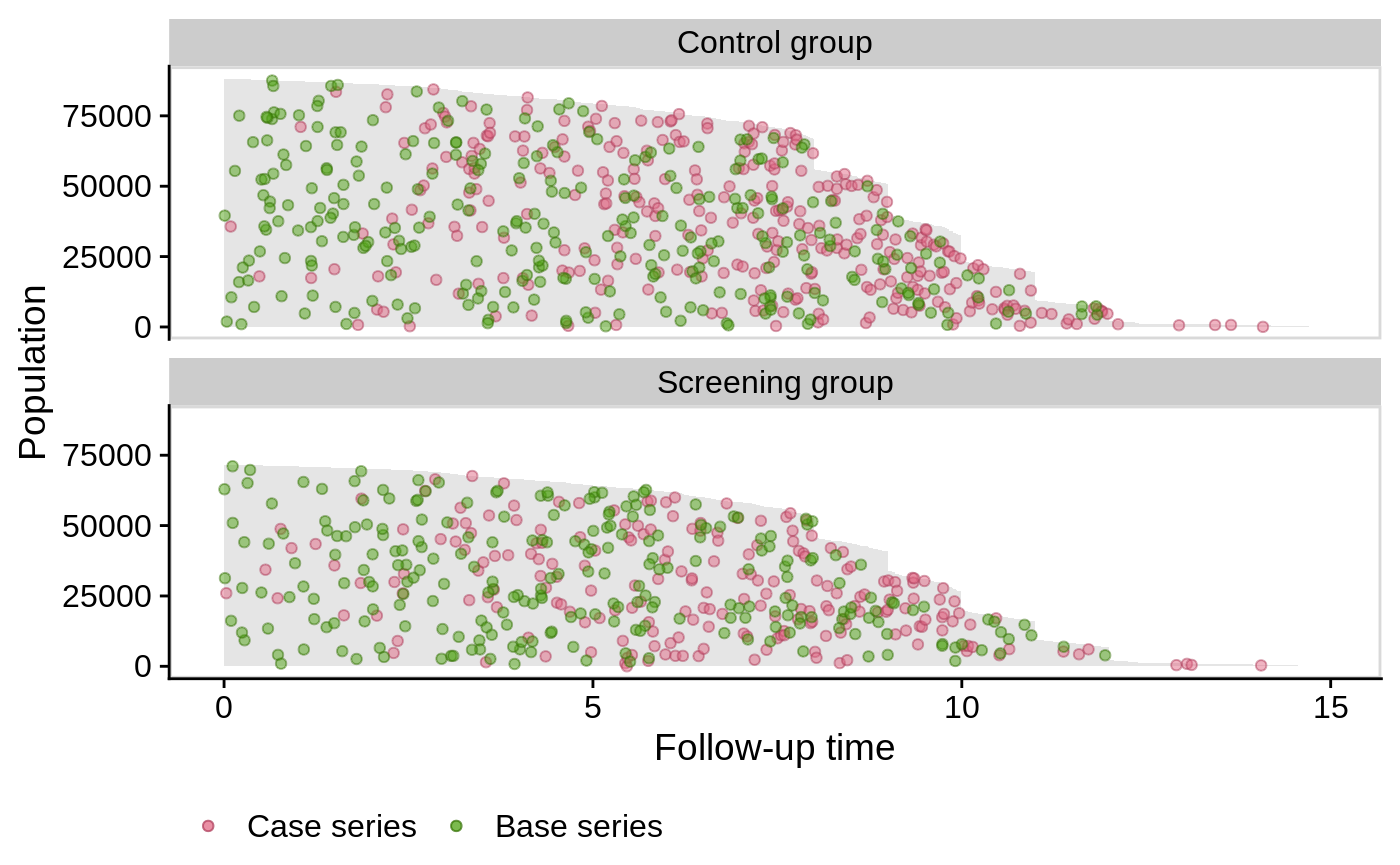 Control group
75000
50000
25000
0
Population
Screening group
75000
50000
25000
0
0 5 10 15
Follow-up time
Case series Base series